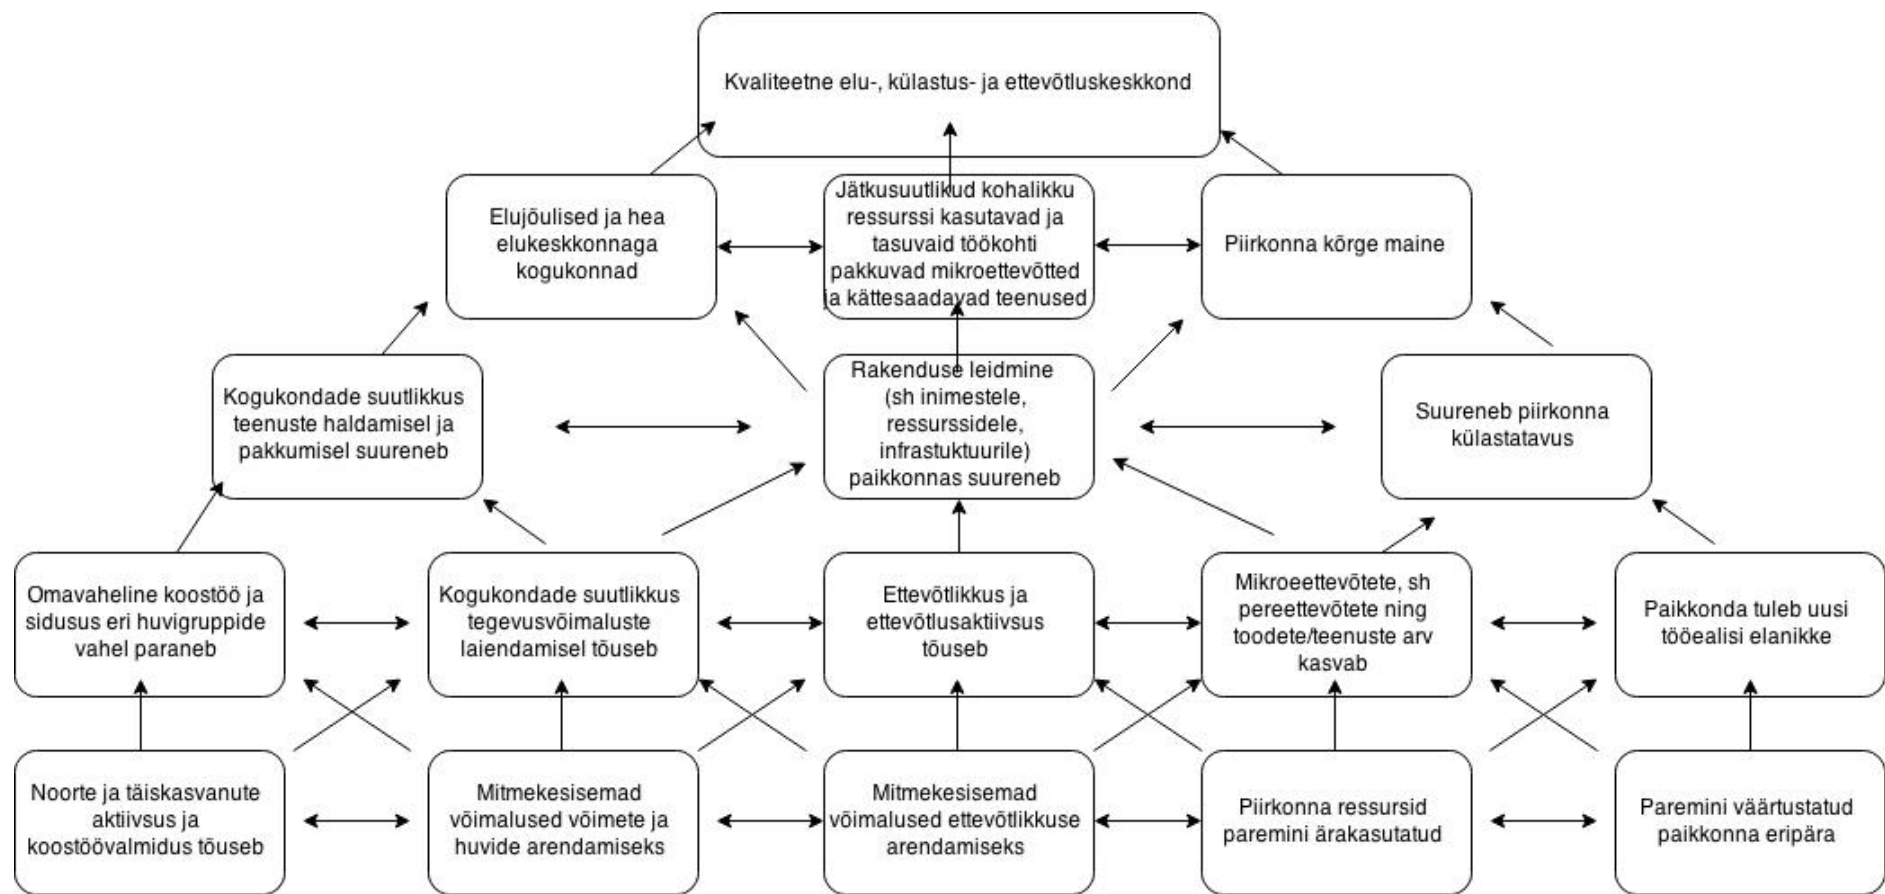 Kvaliteetne elu-, külastus- ja ettevõtluskeskkond
Elujõulised ja hea
elukeskkonnaga
kogukonnad
Jätkusuutlikud kohalikku
ressurssi kasutavad ja
tasuvaid töökohti
pakkuvad mikroettevõtted
ja kättesaadavad teenused
Piirkonna kõrge maine
Kogukondade suutlikkus
teenuste haldamisel ja
pakkumisel suureneb
Rakenduse leidmine
(sh inimestele,
ressurssidele,
infrastuktuurile)
paikkonnas suureneb
Suureneb piirkonna
külastatavus
Omavaheline koostöö ja
sidusus eri huvigruppide
vahel paraneb
Kogukondade suutlikkus
tegevusvõimaluste
laiendamisel tõuseb
Ettevõtlikkus ja
ettevõtlusaktiivsus
tõuseb
Mikroeettevõtete, sh
pereettevõtete ning
toodete/teenuste arv
kasvab
Paikkonda tuleb uusi
tööealisi elanikke
Noorte ja täiskasvanute
aktiivsus ja
koostöövalmidus tõuseb
Mitmekesisemad
võimalused võimete ja
huvide arendamiseks
Mitmekesisemad
võimalused ettevõtlikkuse
arendamiseks
Piirkonna ressursid
paremini ärakasutatud
Paremini väärtustatud
paikkonna eripära